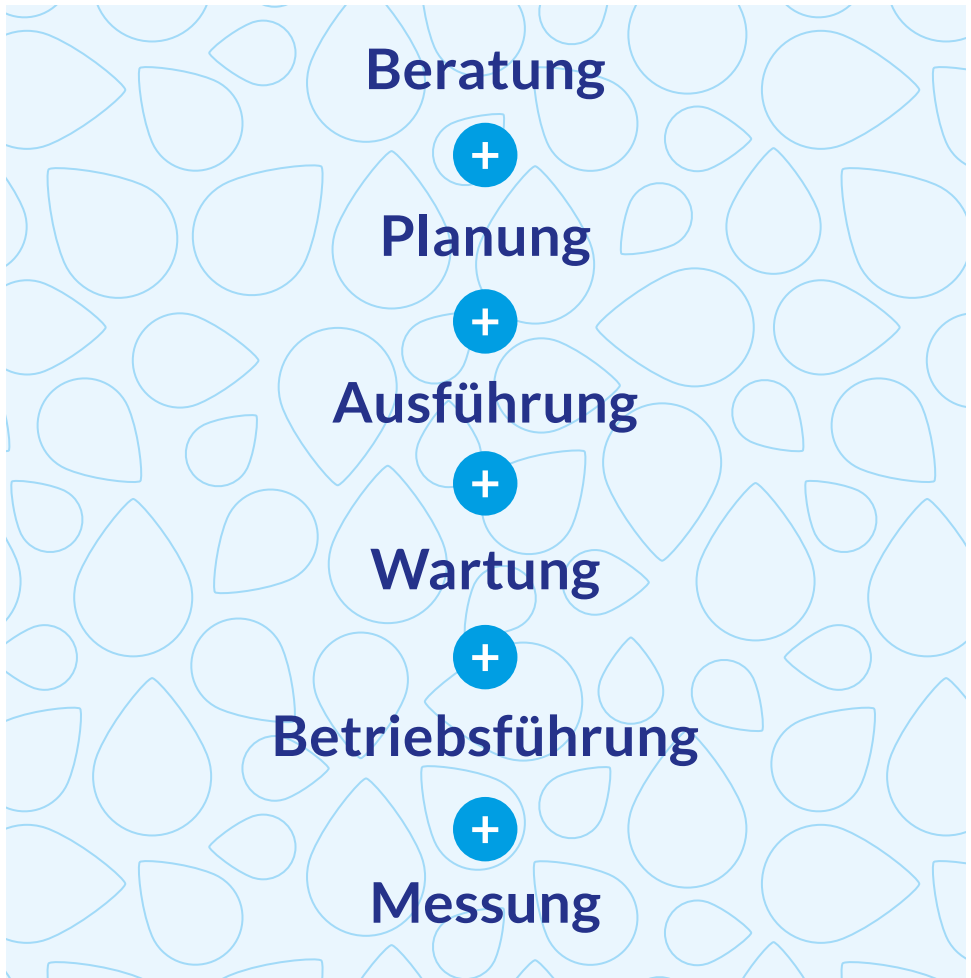 Beratung
+
Planung
+
Ausführung
+
Wartung
+
Betriebsführung
+
Messung